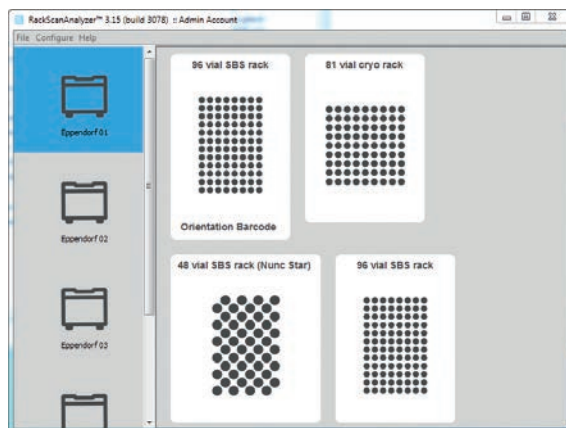 RackScanAnalyzer™ 3.15 (build 3078) :: Admin Account
File Configure Help
Eppendorf 01
Eppendorf 02
Eppendorf 03
96 vial SBS rack
Orientation Barcode
81 vial cryo rack
48 vial SBS rack (Nunc Star)
96 vial SBS rack